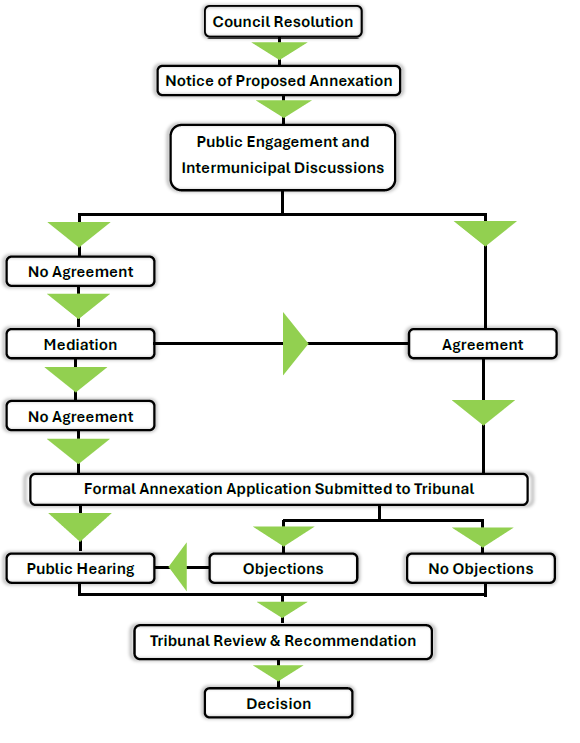 Council Resolution
Notice of Proposed Annexation
Public Engagement and
Intermunicipal Discussions
No Agreement
Mediation
Agreement
No Agreement
Formal Annexation Application Submitted to Tribunal
Public Hearing
Objections
No Objections
Tribunal Review & Recommendation
Decision